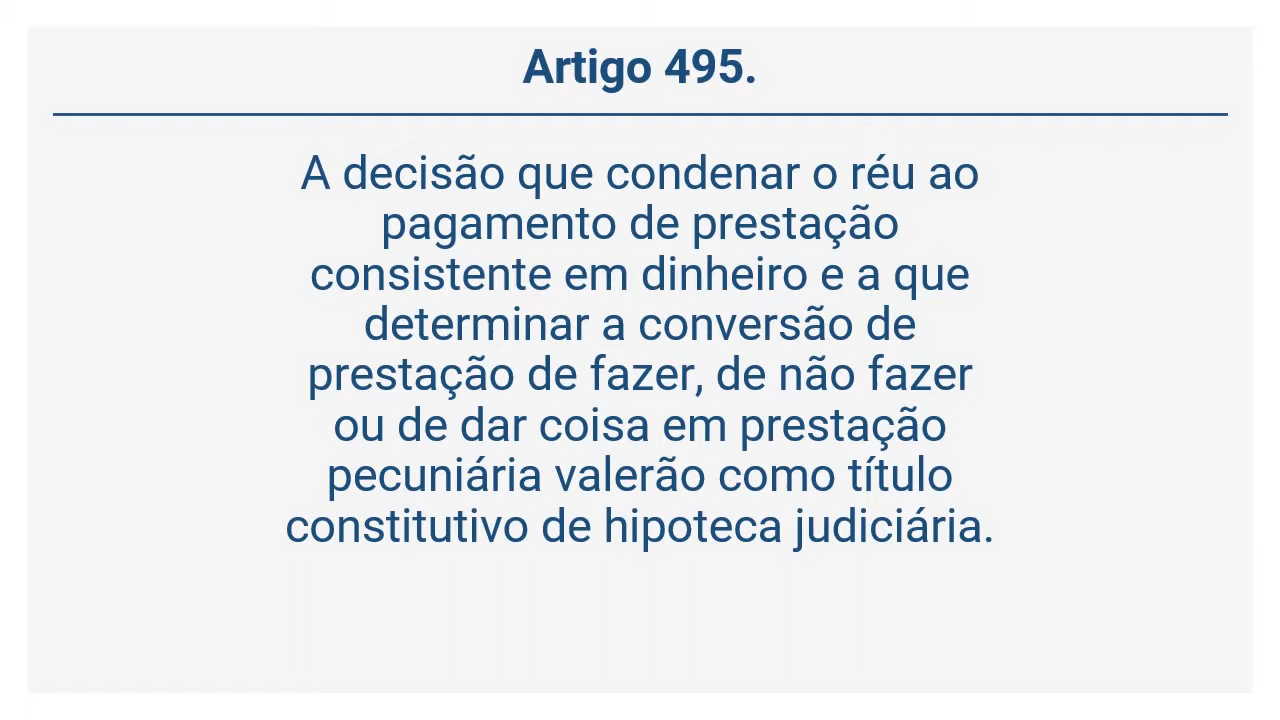 Artigo 495.
A decisão que condenar o réu ao
pagamento de prestação
consistente em dinheiro e a que
determinar a conversão de
prestação de fazer, de não fazer
ou de dar coisa em prestação
pecuniária valerão como título
constitutivo de hipoteca judiciária.